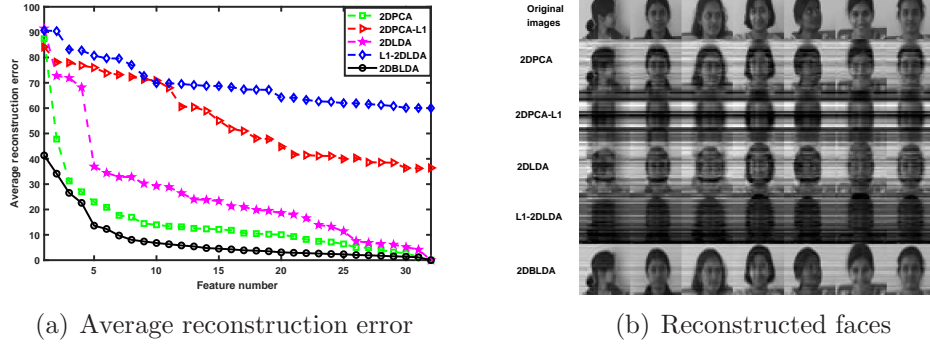 100
90
80
70
60
50
40
30
20
10
0
Average reconstruction error
5
10
15
20
25
30
Feature number
2DPCA
2DPCA-L1
2DLDA
L1-2DLDA
2DBLDA
(a) Average reconstruction error
Original
images
2DPCA
2DPCA-L1
2DLDA
L1-2DLDA
2DBLDA
(b) Reconstructed faces